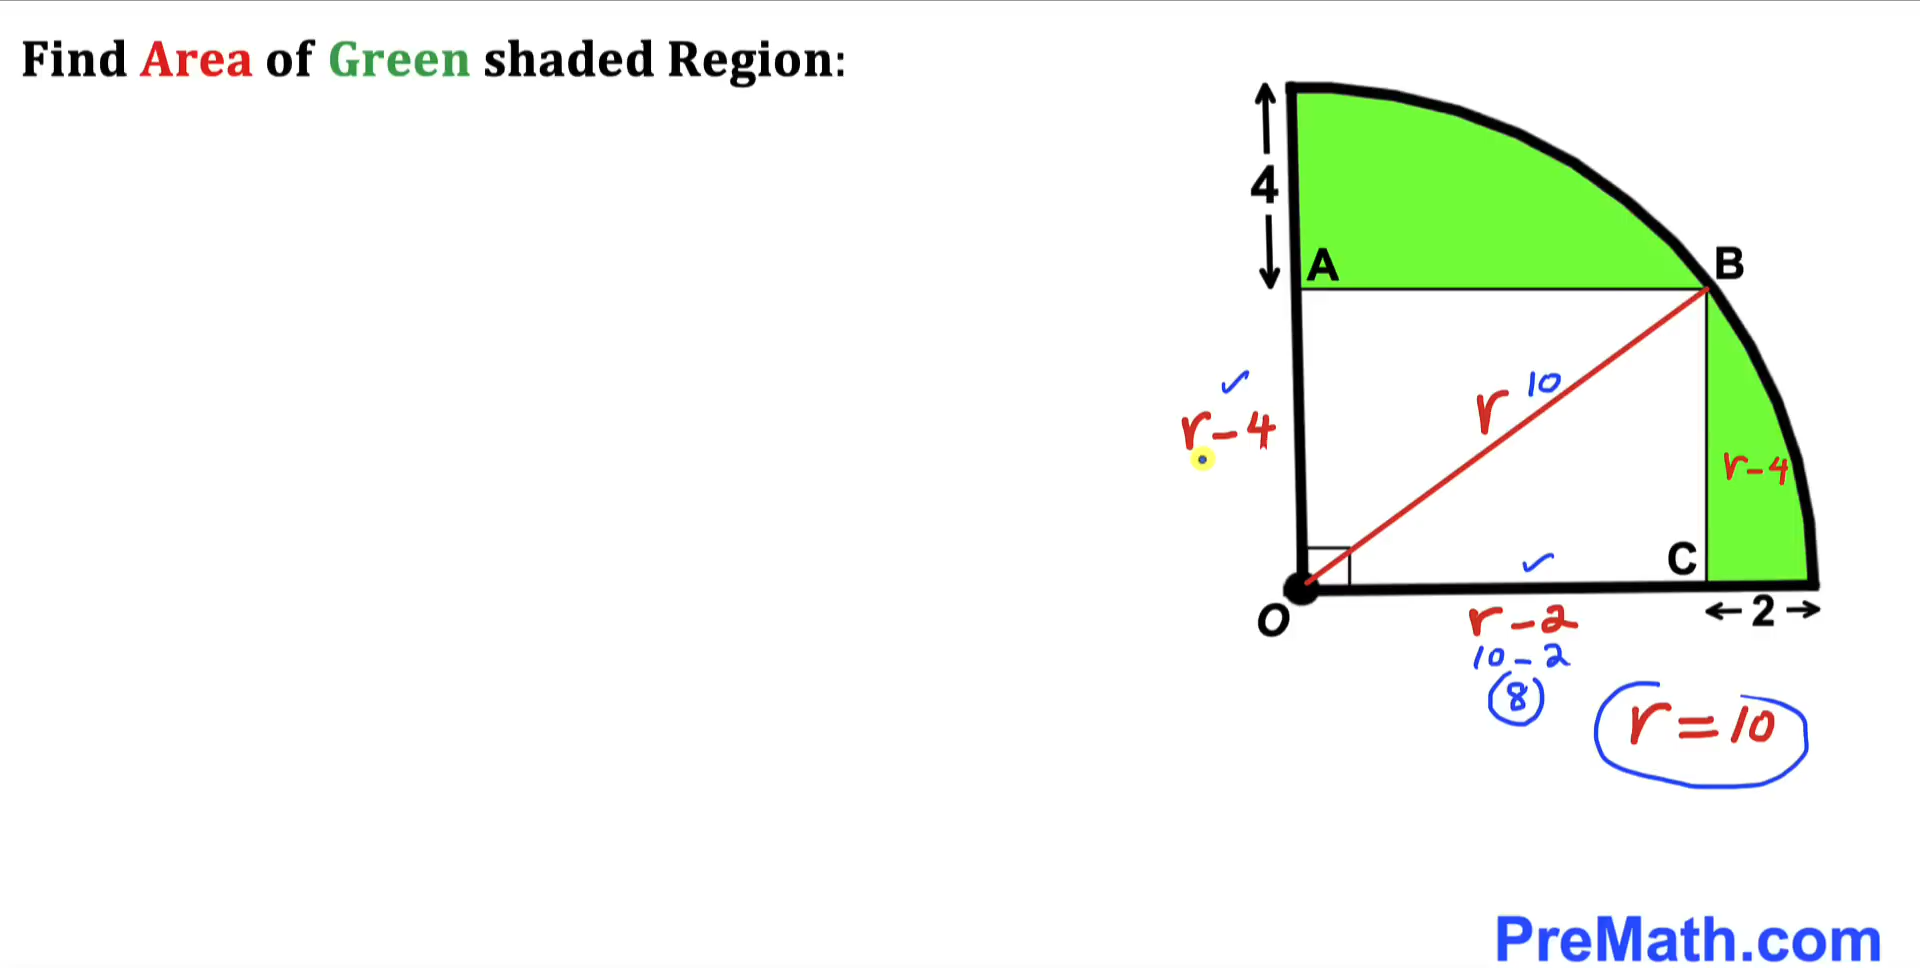 Find Area of Green shaded Region:
4
A
B
r 10
r-4
r-4
C
O
2
r-2
10-2
8
r=10
PreMath.com